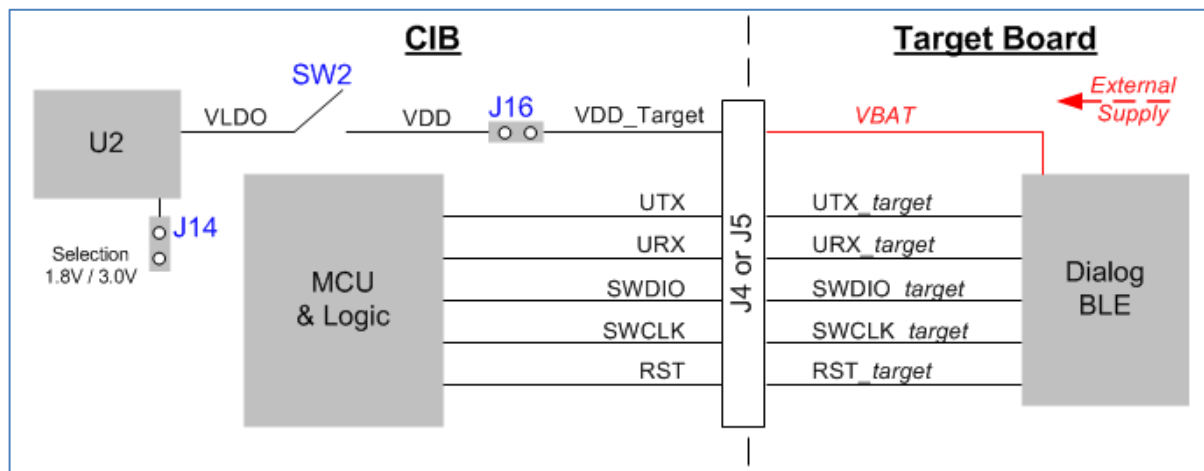 CIB
Target Board
SW2
External
Supply
J16
VLDO
VDD
VDD_Target
VBAT
U2
J14
Selection
1.8V / 3.0V
MCU
& Logic
UTX
URX
SWDIO
SWCLK
RST
J4 or J5
UTX_target
URX_target
SWDIO_target
SWCLK_target
RST_target
Dialog
BLE